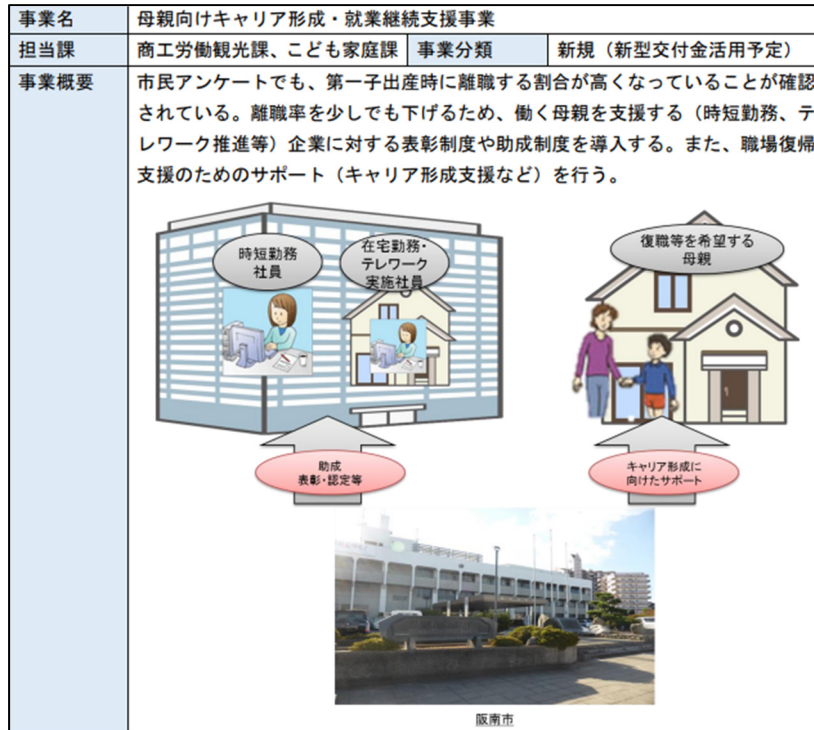 事業名 母親向けキャリア形成・就業継続支援事業
担当課 商工労働観光課、こども家庭課 事業分類 新規（新型交付金活用予定）
事業概要 市民アンケートでも、第一子出産時に離職する割合が高くなっていることが確認
されている。離職率を少しでも下げるため、働く母親を支援する（時短勤務、テ
レワーク推進等）企業に対する表彰制度や助成制度を導入する。また、職場復帰
支援のためのサポート（キャリア形成支援など）を行う。
時短勤務
社員
在宅勤務・
テレワーク
実施社員
復職等を希望する
母親
助成
表彰・認定等
キャリア形成に
向けたサポート
阪南市